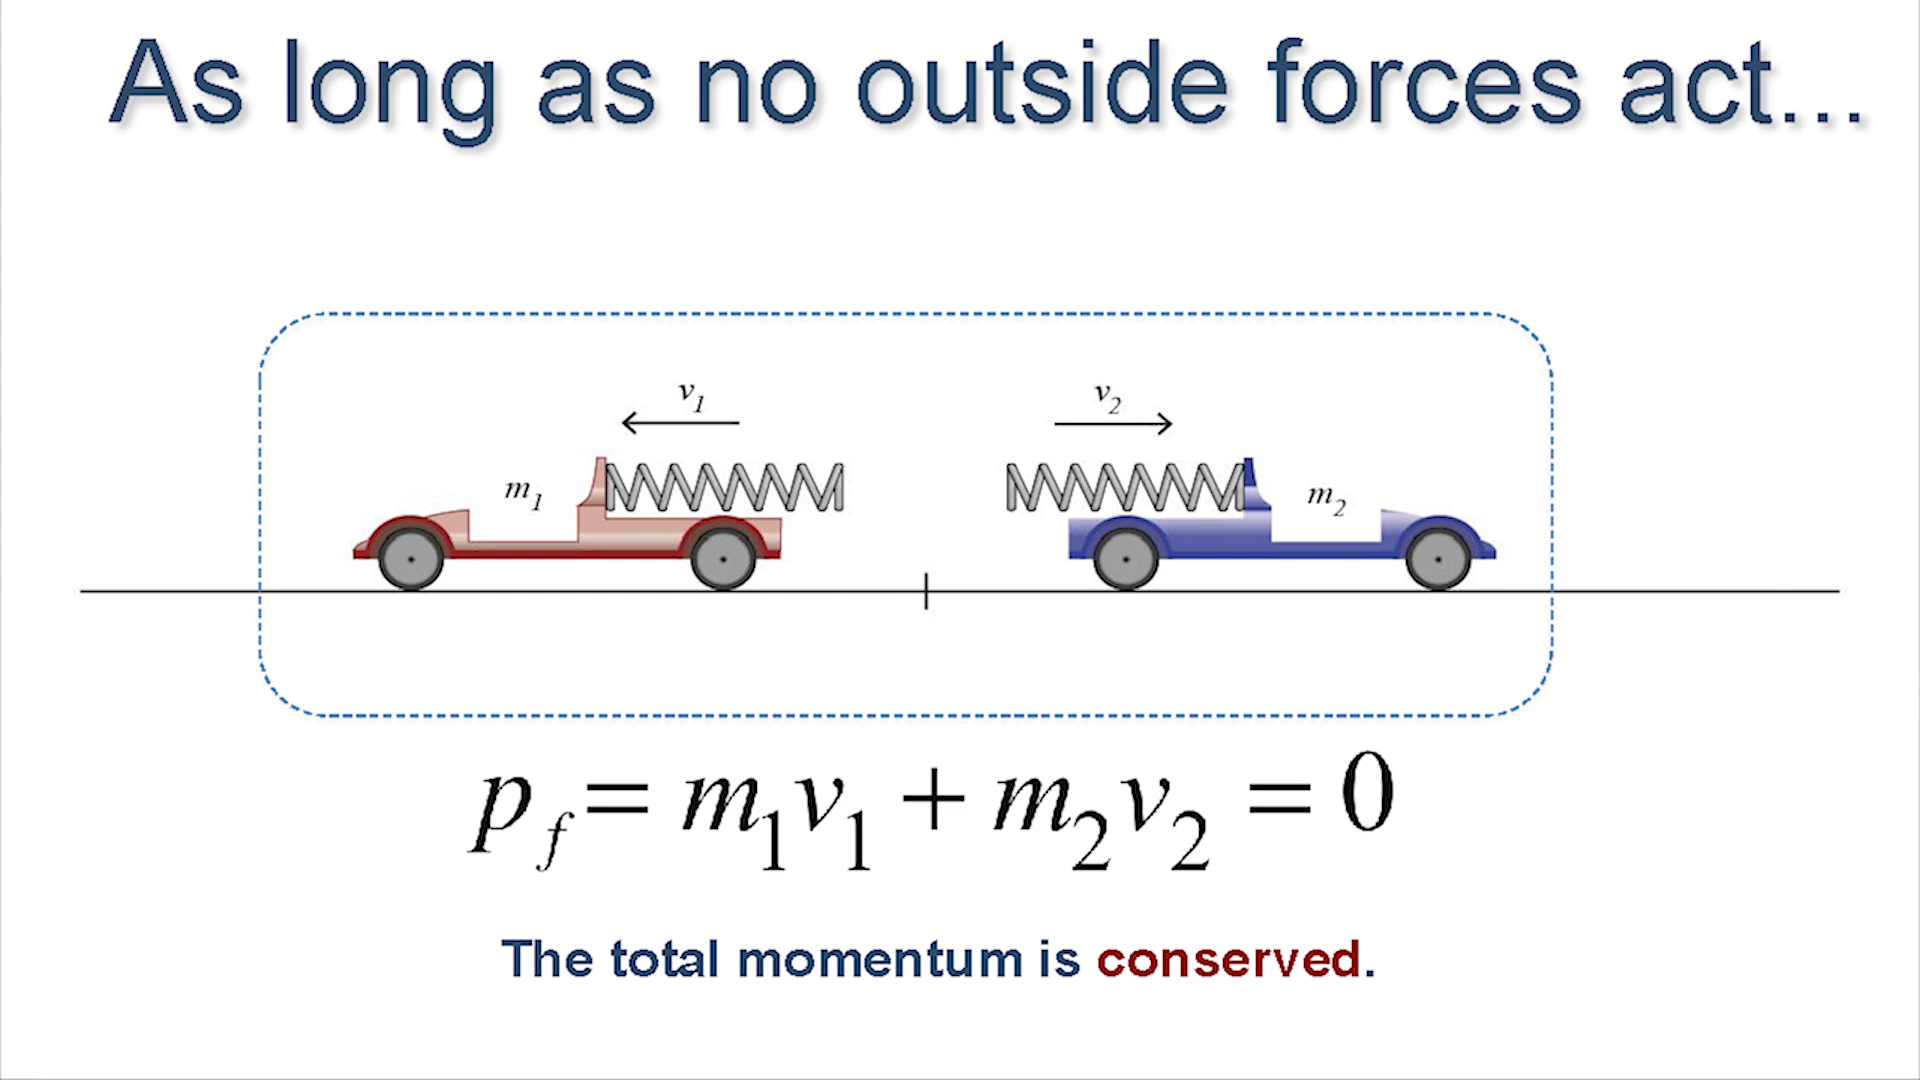 As long as no outside forces act...
v₁ v₂
m₁ m₂
p_f = m₁v₁ + m₂v₂ = 0
The total momentum is conserved.